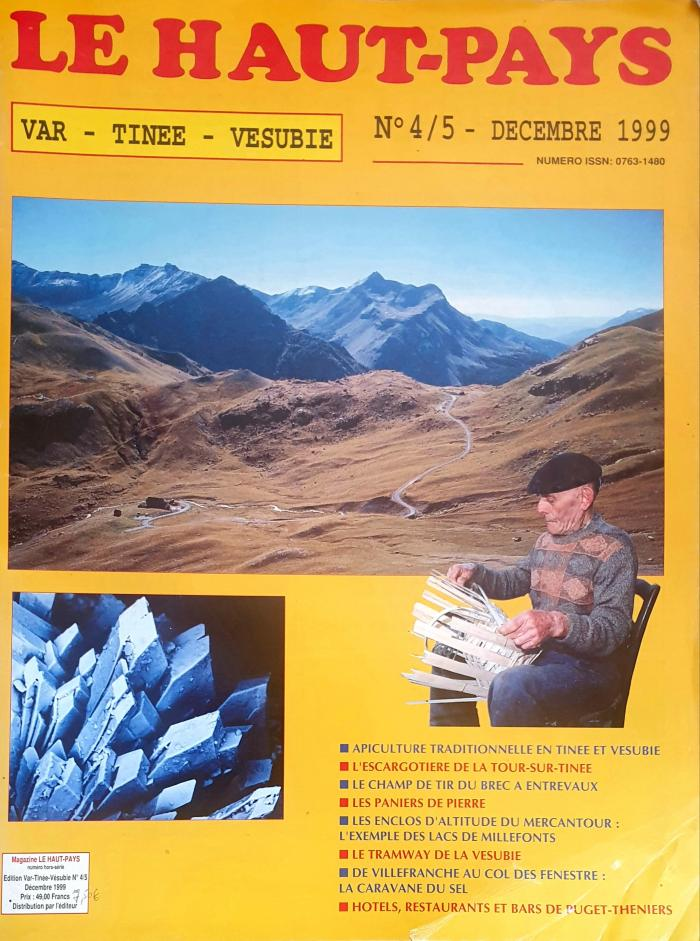 LE HAUT-PAYS
VAR - TINEE - VESUBIE
N° 4/5 - DECEMBRE 1999
NUMERO ISSN: 0763-1480
APICULTURE TRADITIONNELLE EN TINEE ET VESUBIE
L'ESCARGOTIERE DE LA TOUR-SUR-TINEE
LE CHAMP DE TIR DU BREC A ENTREVAUX
LES PANIERS DE PIERRE
LES ENCLOS D'ALTITUDE DU MERCANTOUR :
L'EXEMPLE DES LACS DE MILLEFONTS
LE TRAMWAY DE LA VESUBIE
DE VILLEFRANCHE AU COL DES FENESTRE :
LA CARAVANE DU SEL
HOTELS, RESTAURANTS ET BARS DE PUGET-THENIERS
Magazine LE HAUT-PAYS
numéro hors-série
Edition Var-Tinée-Vésubie N° 4/5
Décembre 1999
Prix : 49,00 Francs
Distribution par l'éditeur